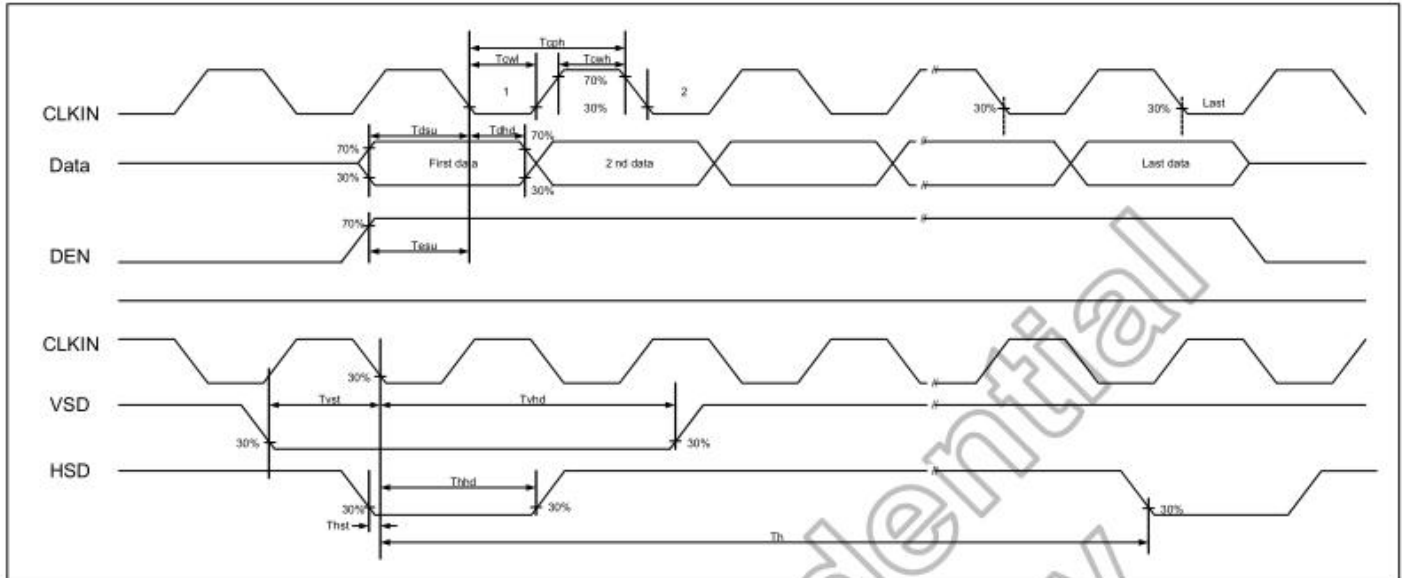 Tcph
Tcwl Tcwh
1 70% 2
30%
30% 30% Last
CLKIN
Tdsu Tdhd
70% 70%
Data First data 2 nd data Last data
30% 30%
70%
DEN Tesu
CLKIN
30%
VSD Tvst Tvhd
30% 30%
HSD Thhd
30% 30% 30%
Thst
Th
dential